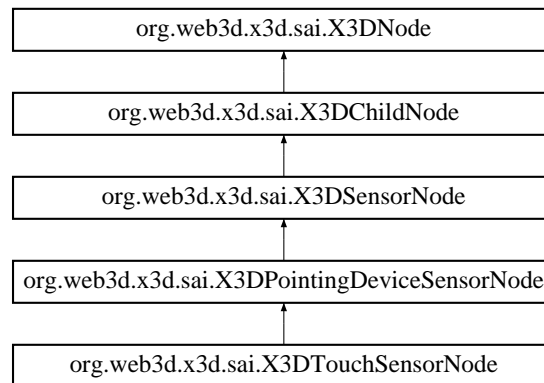 org.web3d.x3d.sai.X3DNode
org.web3d.x3d.sai.X3DChildNode
org.web3d.x3d.sai.X3DSensorNode
org.web3d.x3d.sai.X3DPointingDeviceSensorNode
org.web3d.x3d.sai.X3DTouchSensorNode